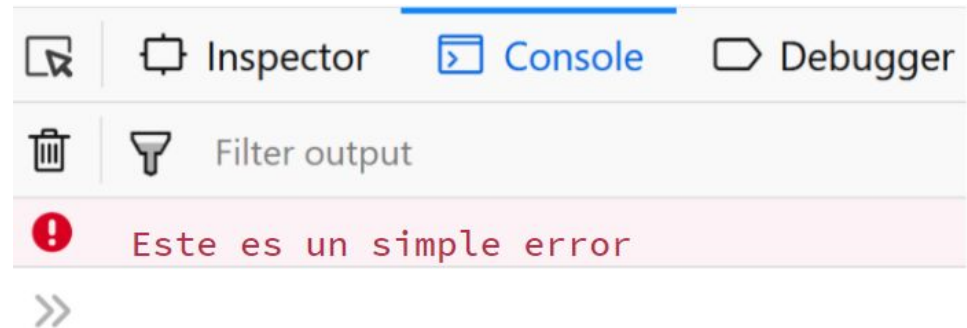 Inspector Console Debugger
Filter output
Este es un simple error